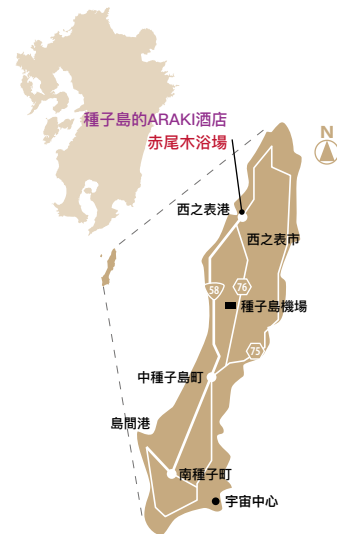 種子島的ARAKI酒店
赤尾木浴場
N
西之表港
西之表市
58
76
種子島機場
75
中種子島町
島間港
南種子町
宇宙中心